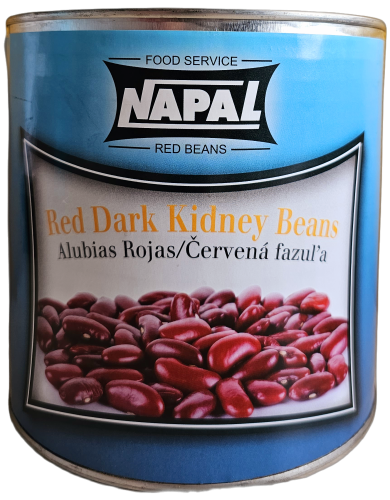 FOOD SERVICE
NAPAL
RED BEANS
Red Dark Kidney Beans
Alubias Rojas/Červená fazuľa